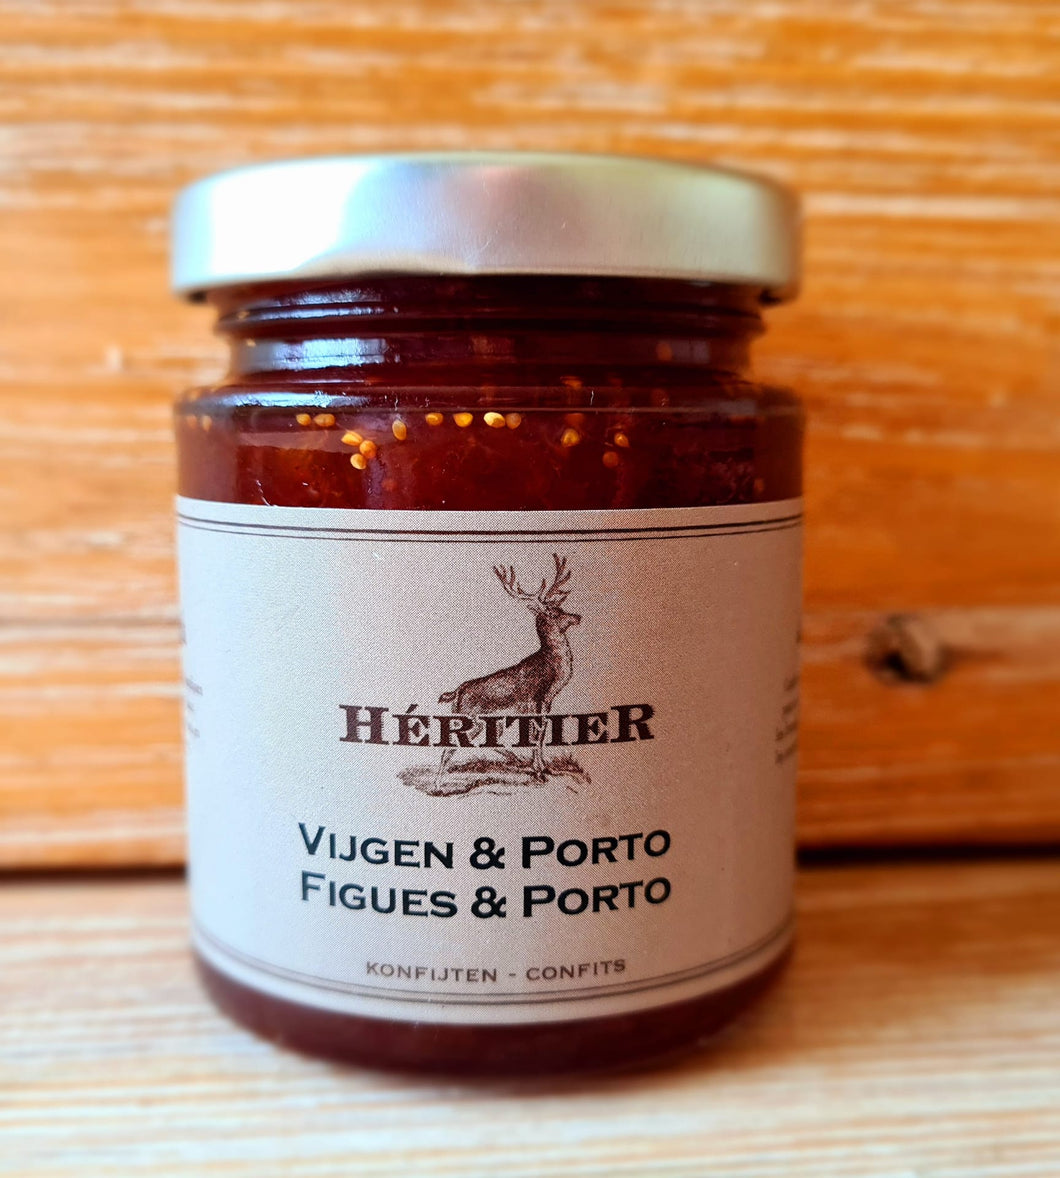 HÉRITIER
VIJGEN & PORTO
FIGUES & PORTO
KONFIJTEN - CONFITS